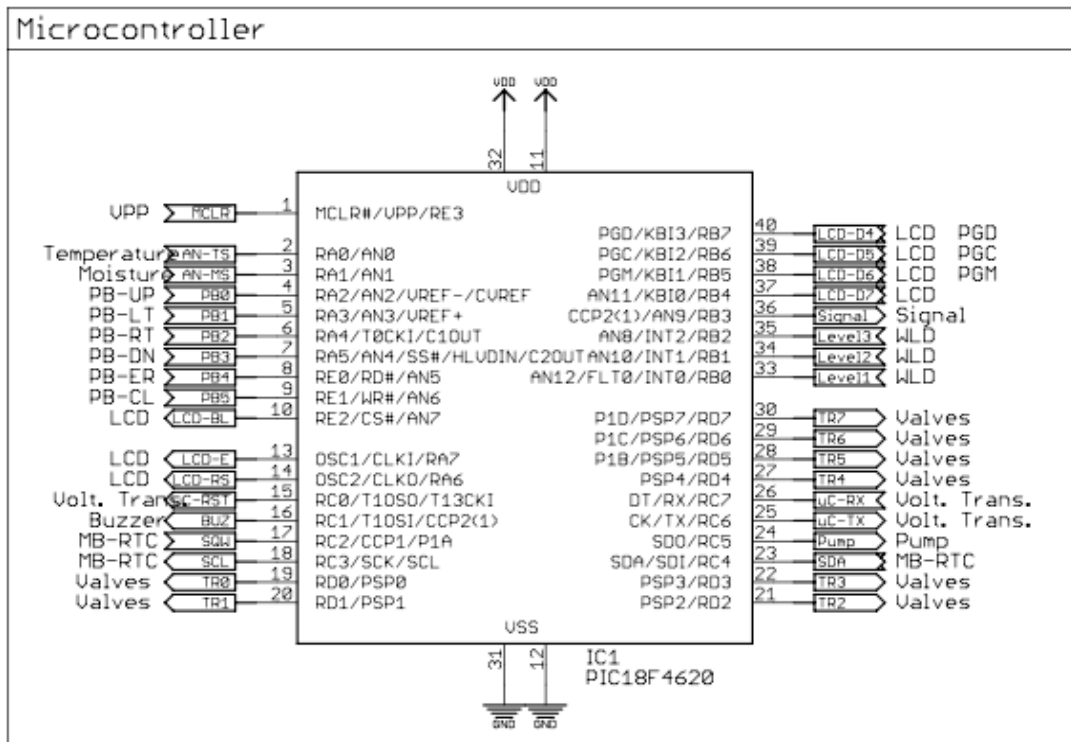 Microcontroller
VDD VDD
32 11
VDD
VPP MCLR 1 MCLR#/VPP/RE3
PGD/KBI3/RB7 40 LCD-D4 LCD PGD
Temperature AN-TS 2 RA0/AN0 PGC/KBI2/RB6 39 LCD-D5 LCD PGC
Moisture AN-MS 3 RA1/AN1 PGM/KBI1/RB5 38 LCD-D6 LCD PGM
PB-UP PB0 4 RA2/AN2/VREF-/CVREF AN11/KBI0/RB4 37 LCD-D7 LCD
PB-LT PB1 5 RA3/AN3/VREF+ CCP2(1)/AN9/RB3 36 Signal Signal
PB-RT PB2 6 RA4/T0CKI/C1OUT AN8/INT2/RB2 35 Level3 WLD
PB-DN PB3 7 RA5/AN4/SS#/HLVDIN/C2OUT AN10/INT1/RB1 34 Level2 WLD
PB-ER PB4 8 RE0/RD#/AN5 AN12/FLT0/INT0/RB0 33 Level1 WLD
PB-CL PB5 9 RE1/WR#/AN6
LCD LCD-BL 10 RE2/CS#/AN7 P1D/PSP7/RD7 30 TR7 Valves
P1C/PSP6/RD6 29 TR6 Valves
LCD LCD-E 13 OSC1/CLKI/RA7 P1B/PSP5/RD5 28 TR5 Valves
LCD LCD-RS 14 OSC2/CLKO/RA6 PSP4/RD4 27 TR4 Valves
Volt. Trans C-RST 15 RC0/T1OSO/T13CKI DT/RX/RC7 26 uC-RX Volt. Trans.
Buzzer BUZ 16 RC1/T1OSI/CCP2(1) CK/TX/RC6 25 uC-TX Volt. Trans.
MB-RTC SQW 17 RC2/CCP1/P1A SDO/RC5 24 Pump Pump
MB-RTC SCL 18 RC3/SCK/SCL SDA/SDI/RC4 23 SDA MB-RTC
Valves TR0 19 RD0/PSP0 PSP3/RD3 22 TR3 Valves
Valves TR1 20 RD1/PSP1 PSP2/RD2 21 TR2 Valves
VSS
31 12
IC1
PIC18F4620
GND GND